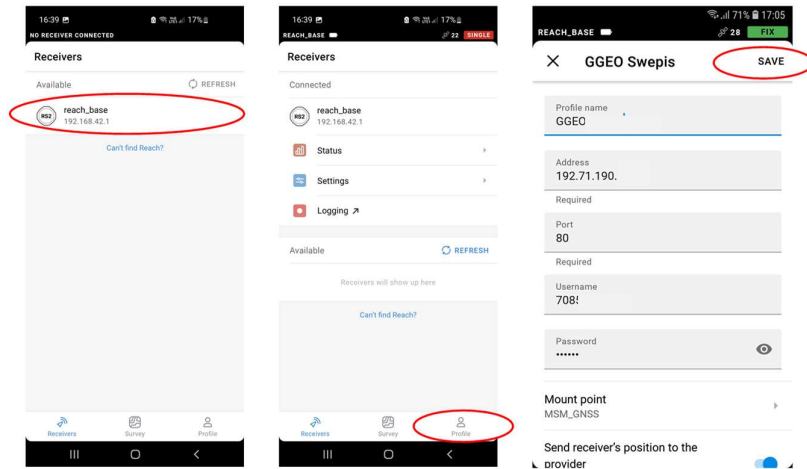 16:39
17%
NO RECEIVER CONNECTED
Receivers
Available
REFRESH
RS2
reach_base
192.168.42.1
Can't find Reach?
Receivers
Survey
Profile
16:39
17%
REACH_BASE
22
SINGLE
Receivers
Connected
RS2
reach_base
192.168.42.1
Status
Settings
Logging
Available
REFRESH
Receivers will show up here
Can't find Reach?
Receivers
Survey
Profile
71%
17:05
REACH_BASE
28
FIX
GGEO Swepis
SAVE
Profile name
GGEO
Address
192.71.190.
Required
Port
80
Required
Username
Password
••••••
Mount point
MSM_GNSS
Send receiver's position to the
provider